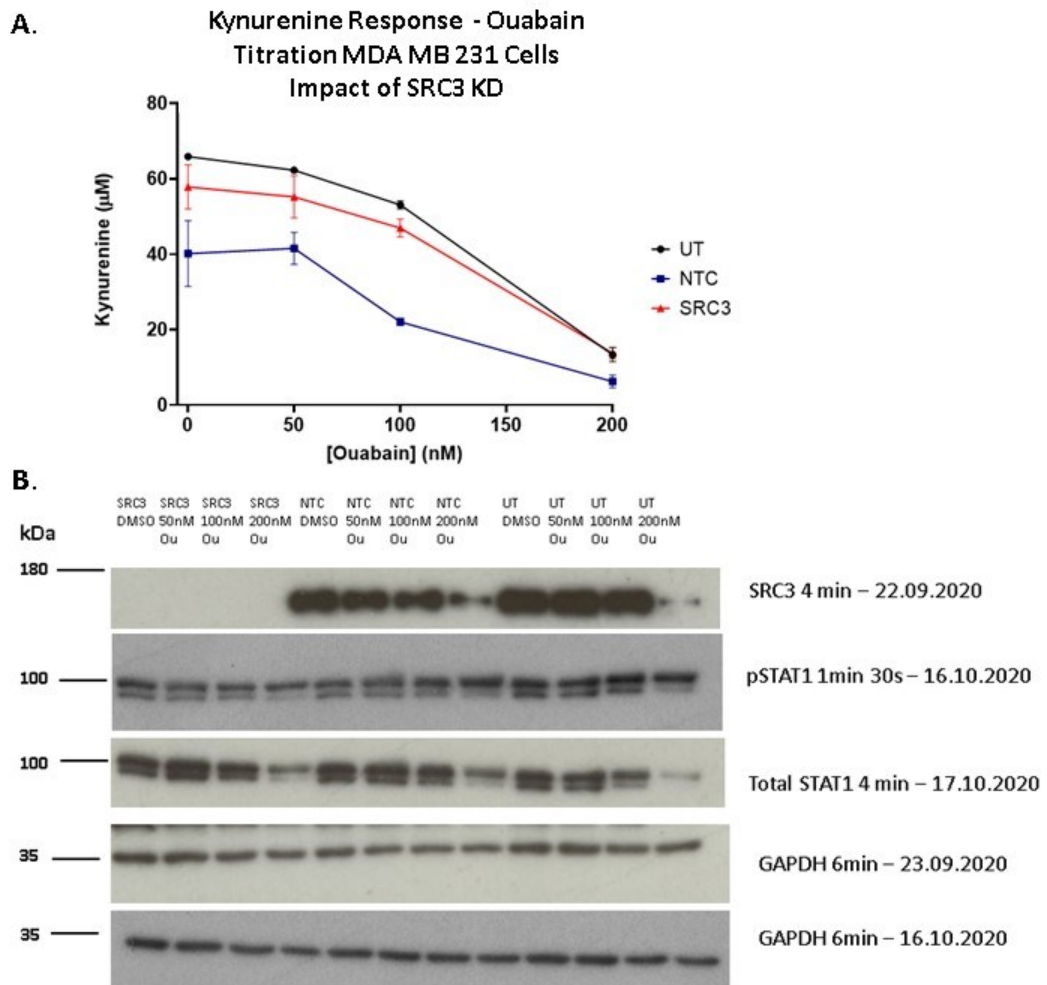 A.
Kynurenine Response - Ouabain
Titration MDA MB 231 Cells
Impact of SRC3 KD
80
60
40
20
0
Kynurenine (µM)
0 50 100 150 200
[Ouabain] (nM)
UT
NTC
SRC3
B.
SRC3 SRC3 SRC3 SRC3 NTC NTC NTC NTC UT UT UT UT
DMSO 50nM 100nM 200nM DMSO 50nM 100nM 200nM DMSO 50nM 100nM 200nM
Ou Ou Ou Ou Ou Ou Ou Ou Ou
kDa
180
SRC3 4 min – 22.09.2020
100
pSTAT1 1min 30s – 16.10.2020
100
Total STAT1 4 min – 17.10.2020
35
GAPDH 6min – 23.09.2020
35
GAPDH 6min – 16.10.2020